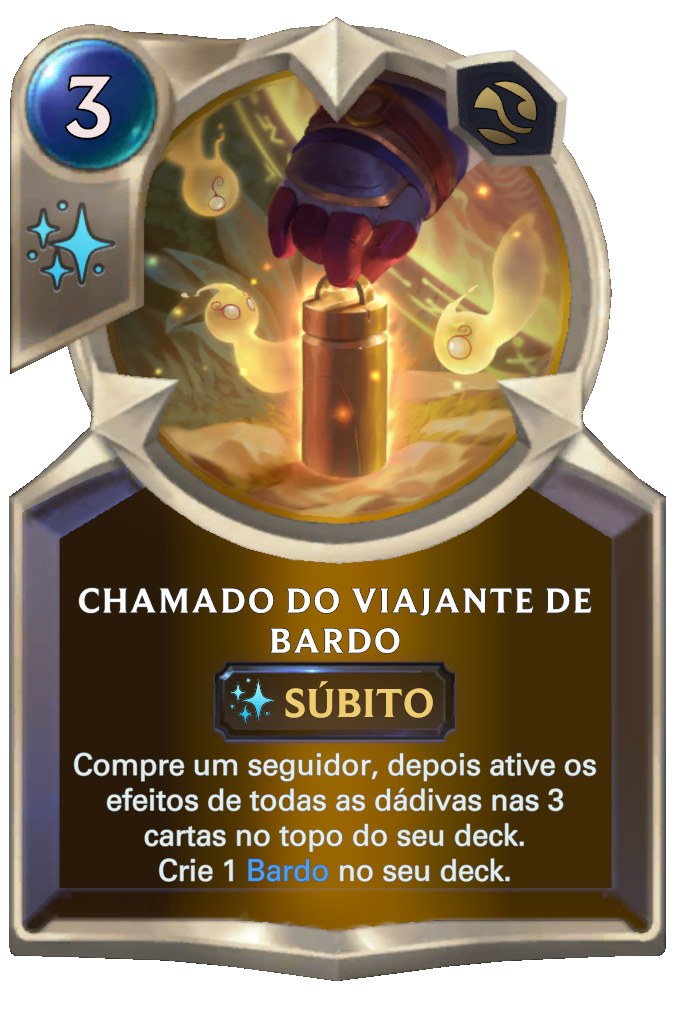 3
CHAMADO DO VIAJANTE DE
BARDO
SÚBITO
Compre um seguidor, depois ative os
efeitos de todas as dádivas nas 3
cartas no topo do seu deck.
Crie 1 Bardo no seu deck.